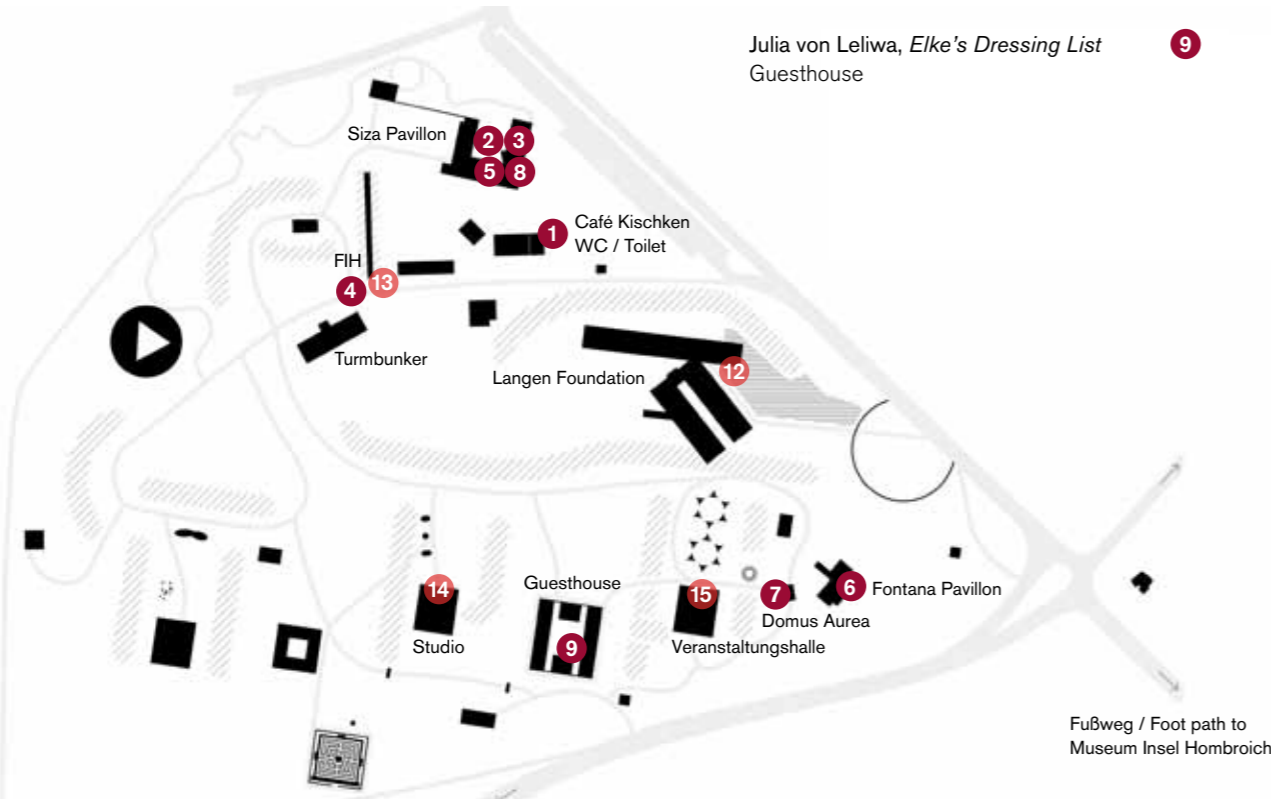 Julia von Leliwa, Elke's Dressing List 9
Guesthouse
Siza Pavillon
2 3
5 8
1
Café Kischken
WC / Toilet
FIH
4 13
Turmbunker
Langen Foundation
12
14
Studio
Guesthouse
9
15
Veranstaltungshalle
7
Domus Aurea
6 Fontana Pavillon
Fußweg / Foot path to
Museum Insel Hombroich